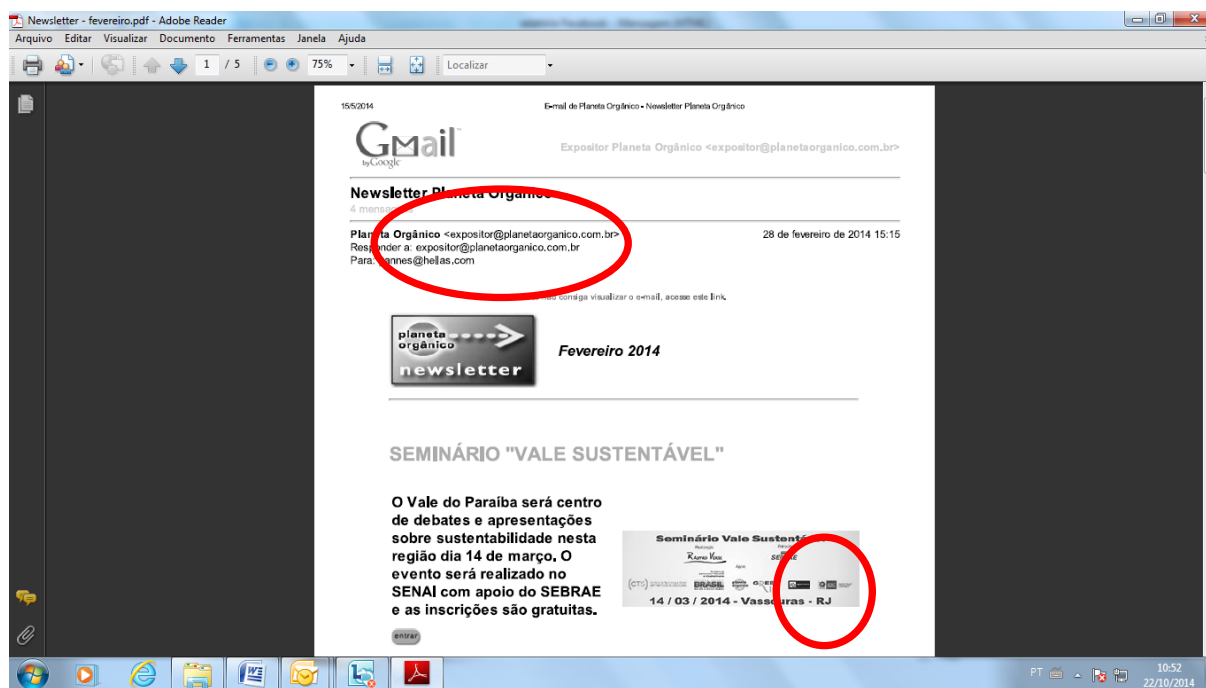 Newsletter - fevereiro.pdf - Adobe Reader
Arquivo Editar Visualizar Documento Ferramentas Janela Ajuda
1 / 5 75% Localizar
15/5/2014 E-mail de Planeta Orgânico - Newsletter Planeta Orgânico
Gmail
by Google
Expositor Planeta Orgânico <expositor@planetaorganico.com.br>
Newsletter Planeta Orgânico
4
Planeta Orgânico <expositor@planetaorganico.com.br> 28 de fevereiro de 2014 15:15
Responder a: expositor@planetaorganico.com.br
Para: @hellas.com
consiga visualizar o e-mail, acesse este link.
planeta
orgânico
newsletter
Fevereiro 2014
SEMINÁRIO "VALE SUSTENTÁVEL"
O Vale do Paraíba será centro
de debates e apresentações
sobre sustentabilidade nesta
região dia 14 de março. O
evento será realizado no
SENAI com apoio do SEBRAE
e as inscrições são gratuitas.
entrar
Seminário Vale
BRASIL
14 / 03 / 2014 - Vassouras - RJ
PT 10:52
22/10/2014